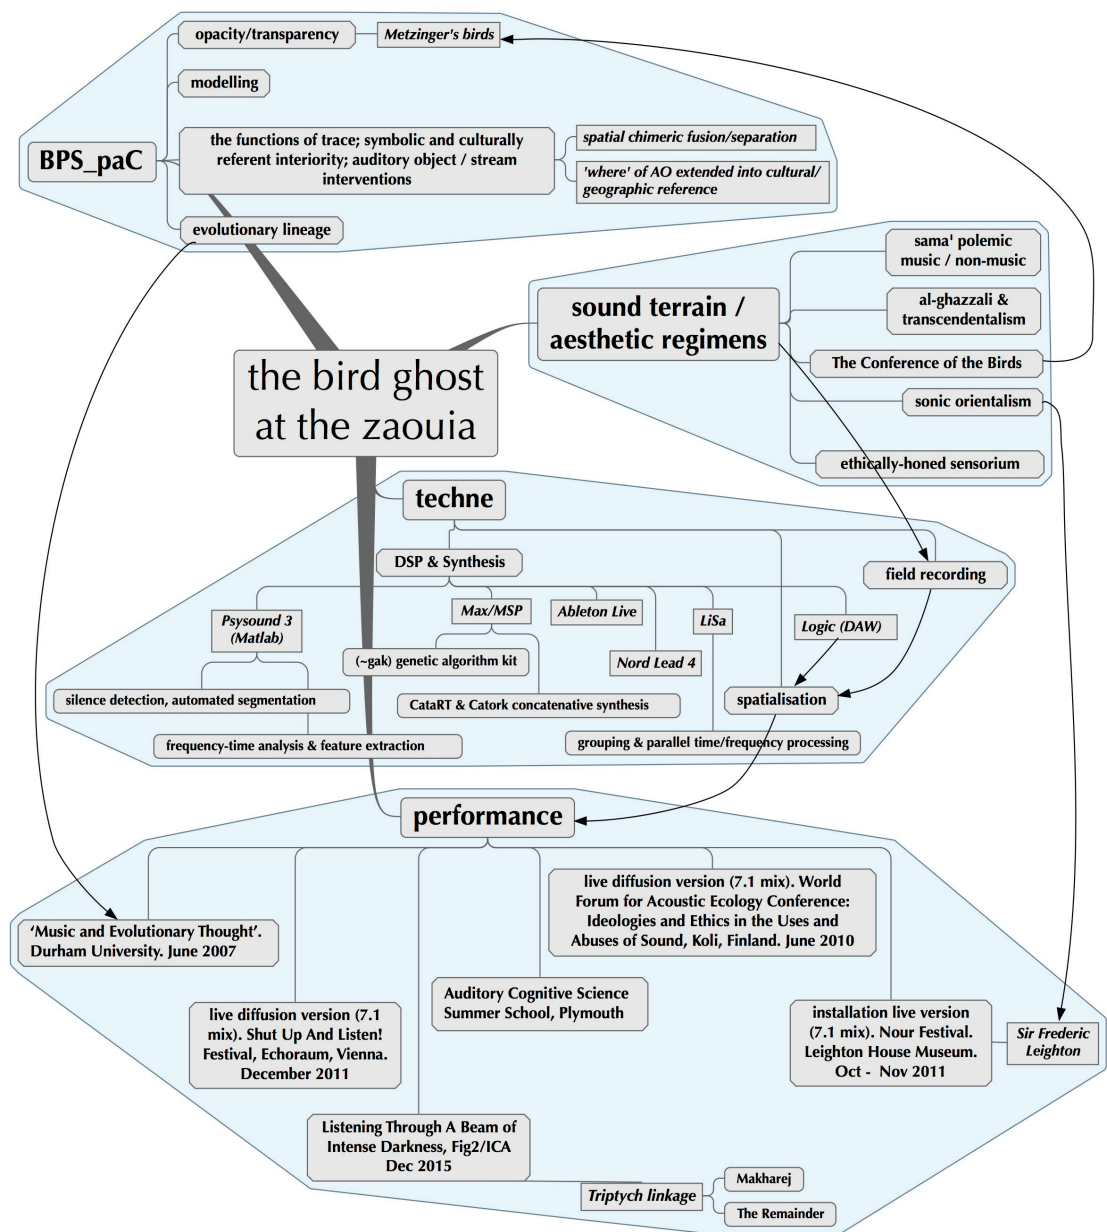 opacity/transparency
Metzinger's birds
modelling
BPS_paC
the functions of trace; symbolic and culturally
referent interiority; auditory object / stream
interventions
spatial chimeric fusion/separation
'where' of AO extended into cultural/
geographic reference
evolutionary lineage
sound terrain /
aesthetic regimens
sama' polemic
music / non-music
al-ghazzali &
transcendentalism
The Conference of the Birds
sonic orientalism
ethically-honed sensorium
the bird ghost
at the zaouia
techne
DSP & Synthesis
field recording
Psysound 3
(Matlab)
Max/MSP
Ableton Live
LiSa
Logic (DAW)
(~gak) genetic algorithm kit
Nord Lead 4
silence detection, automated segmentation
CataRT & Catork concatenative synthesis
spatialisation
frequency-time analysis & feature extraction
grouping & parallel time/frequency processing
performance
‘Music and Evolutionary Thought’.
Durham University. June 2007
live diffusion version (7.1 mix). World
Forum for Acoustic Ecology Conference:
Ideologies and Ethics in the Uses and
Abuses of Sound, Koli, Finland. June 2010
live diffusion version (7.1
mix). Shut Up And Listen!
Festival, Echoraum, Vienna.
December 2011
Auditory Cognitive Science
Summer School, Plymouth
installation live version
(7.1 mix). Nour Festival.
Leighton House Museum.
Oct - Nov 2011
Sir Frederic
Leighton
Listening Through A Beam of
Intense Darkness, Fig2/ICA
Dec 2015
Triptych linkage
Makharej
The Remainder